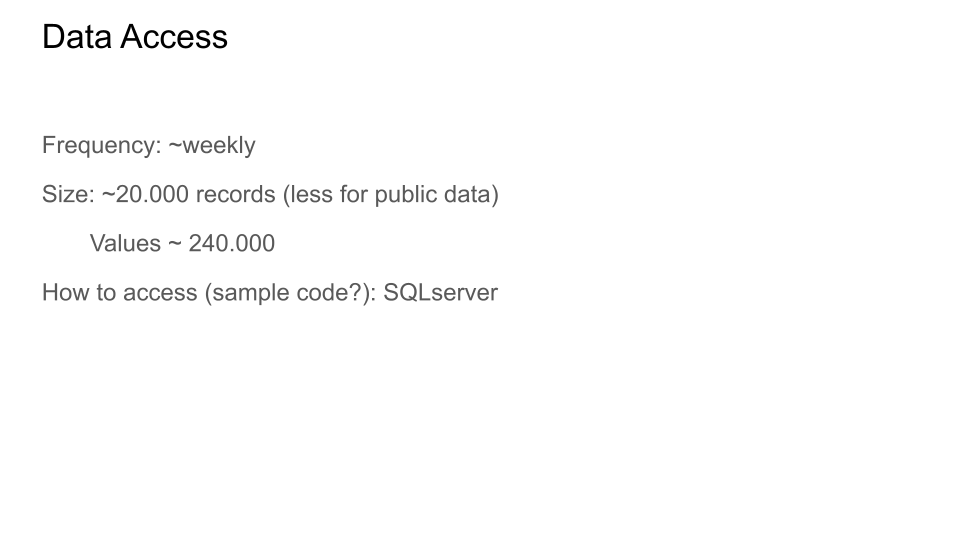 Data Access
Frequency: ~weekly
Size: ~20.000 records (less for public data)
Values ~ 240.000
How to access (sample code?): SQLserver